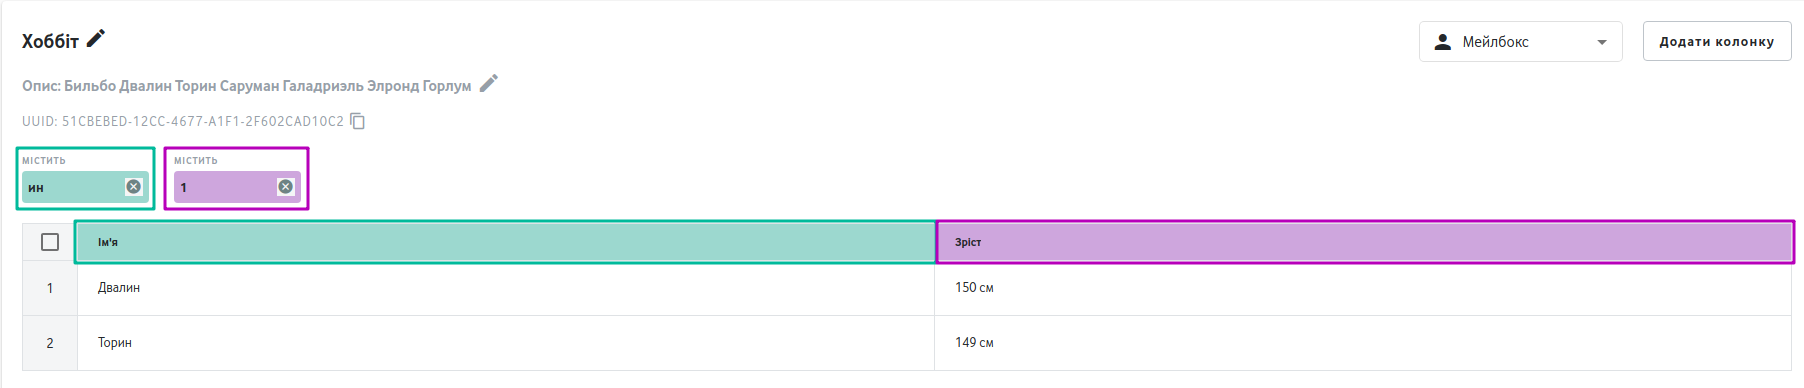 Хоббіт
Мейлбокс
Додати колонку
Опис: Бильбо Двалин Торин Саруман Галадриэль Элронд Горлум
UUID: 51CBEBED-12CC-4677-A1F1-2F602CAD10C2
МІСТИТЬ МІСТИТЬ
ин 1
Ім'я Зріст
1 Двалин 150 см
2 Торин 149 см